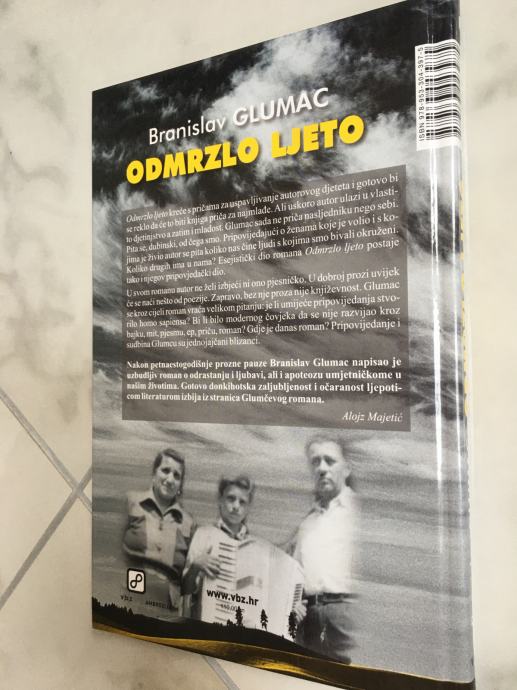 Branislav GLUMAC
ODMRZLO LJETO
Odmrzlo ljeto kreće s pričama za uspavljivanje autorovog djeteta i gotovo bi
se reklo da će to biti knjiga priča za najmlađe. Ali uskoro autor ulazi u vlasti-
to djetinjstvo a zatim i mladost. Glumac sada ne priča nasljedniku nego sebi.
Pita se, dubinski, od čega smo. Pripovijedajući o ženama koje je volio i s ko-
jima je živio autor se pita koliko nas čine ljudi s kojima smo bivali okruženi.
Koliko drugih ima u nama? Esejistički dio romana Odmrzlo ljeto postaje
tako i njegov pripovjedački dio.
U svom romanu autor ne želi izbjeći ni ono pjesničko. U dobroj prozi uvijek
će se naći nešto od poezije. Zapravo, bez nje proza nije književnost. Glumac
se kroz cijeli roman vraća velikom pitanju: je li umijeće pripovijedanja stvo-
rilo homo sapiensa? Bi li bilo modernog čovjeka da se nije razvijao kroz
bajku, mit, pjesmu, ep, priču, roman? Gdje je danas roman? Pripovijedanje i
sudbina Glumcu su jednojajčani blizanci.
Nakon petnaestogodišnje prozne pauze Branislav Glumac napisao je
uzbudljiv roman o odrastanju i ljubavi, ali i apoteozu umjetničkome u
našim životima. Gotovo donkihotska zaljubljenost i očaranost ljepoti-
com literaturom izbija iz stranica Glumčevog romana.
Alojz Majetić
ISBN 978-953-304-397-5
www.vbz.hr
V|B|Z